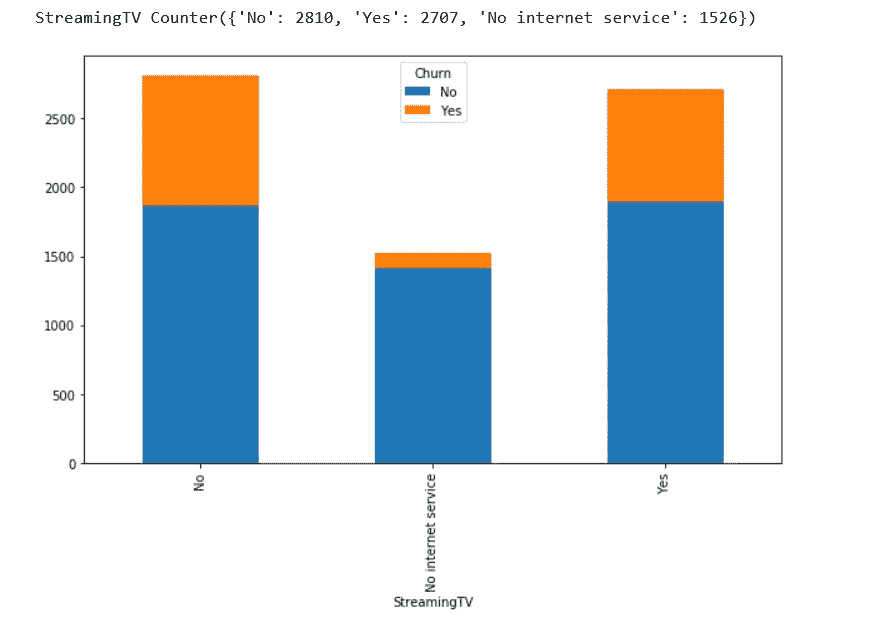 StreamingTV Counter({'No': 2810, 'Yes': 2707, 'No internet service': 1526})
Churn
No
Yes
2500
2000
1500
1000
500
0
No
No internet service
Yes
StreamingTV